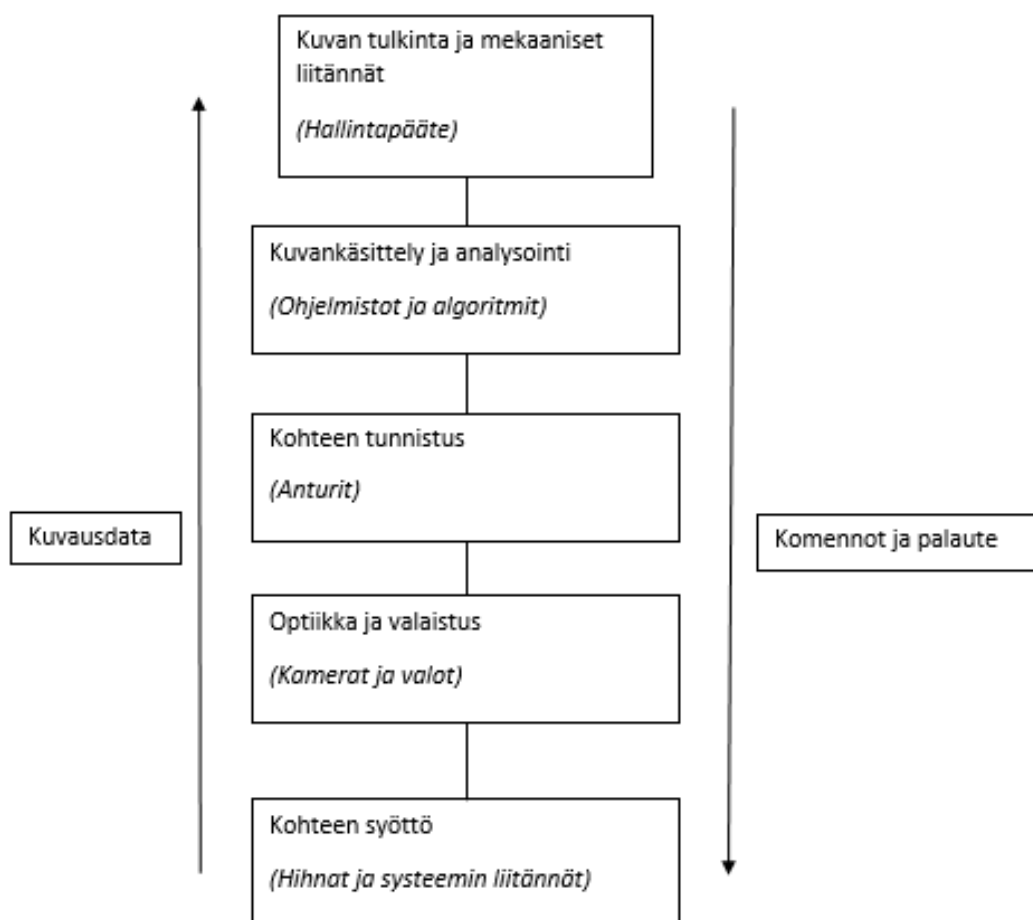 Kuvan tulkinta ja mekaaniset
liitännät
(Hallintapääte)
Kuvankäsittely ja analysointi
(Ohjelmistot ja algoritmit)
Kohteen tunnistus
(Anturit)
Kuvausdata
Komennot ja palaute
Optiikka ja valaistus
(Kamerat ja valot)
Kohteen syöttö
(Hihnat ja systeemin liitännät)